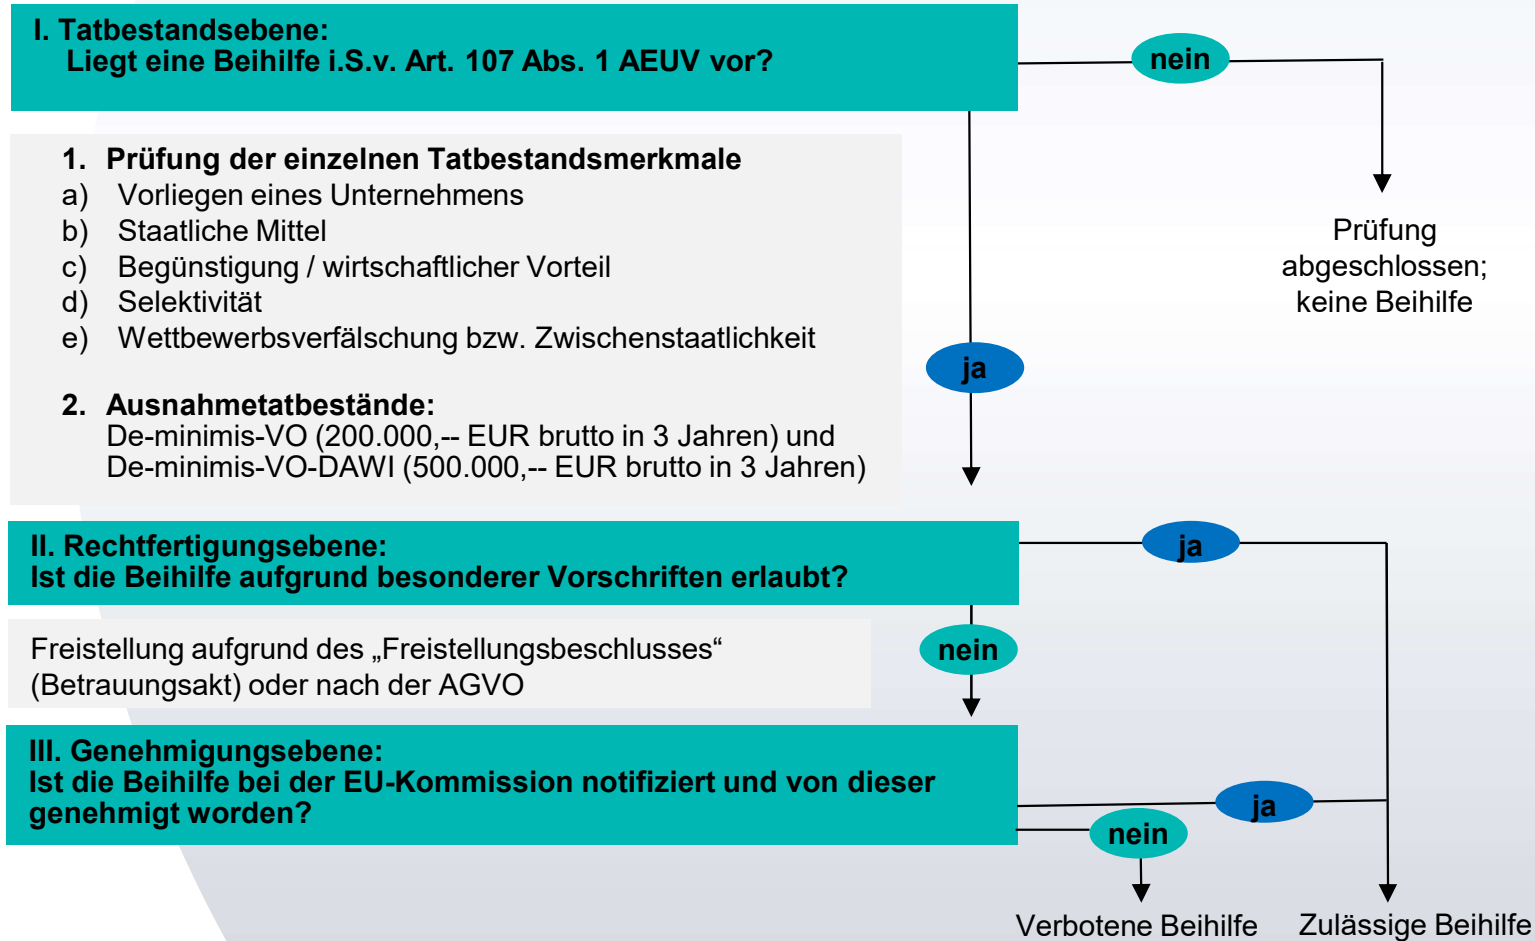 I. Tatbestandsebene:
Liegt eine Beihilfe i.S.v. Art. 107 Abs. 1 AEUV vor?
nein
1. Prüfung der einzelnen Tatbestandsmerkmale
a) Vorliegen eines Unternehmens
b) Staatliche Mittel
c) Begünstigung / wirtschaftlicher Vorteil
d) Selektivität
e) Wettbewerbsverfälschung bzw. Zwischenstaatlichkeit
Prüfung
abgeschlossen;
keine Beihilfe
ja
2. Ausnahmetatbestände:
De-minimis-VO (200.000,-- EUR brutto in 3 Jahren) und
De-minimis-VO-DAWI (500.000,-- EUR brutto in 3 Jahren)
II. Rechtfertigungsebene:
Ist die Beihilfe aufgrund besonderer Vorschriften erlaubt?
ja
Freistellung aufgrund des „Freistellungsbeschlusses“
(Betrauungsakt) oder nach der AGVO
nein
III. Genehmigungsebene:
Ist die Beihilfe bei der EU-Kommission notifiziert und von dieser
genehmigt worden?
ja
nein
Verbotene Beihilfe
Zulässige Beihilfe